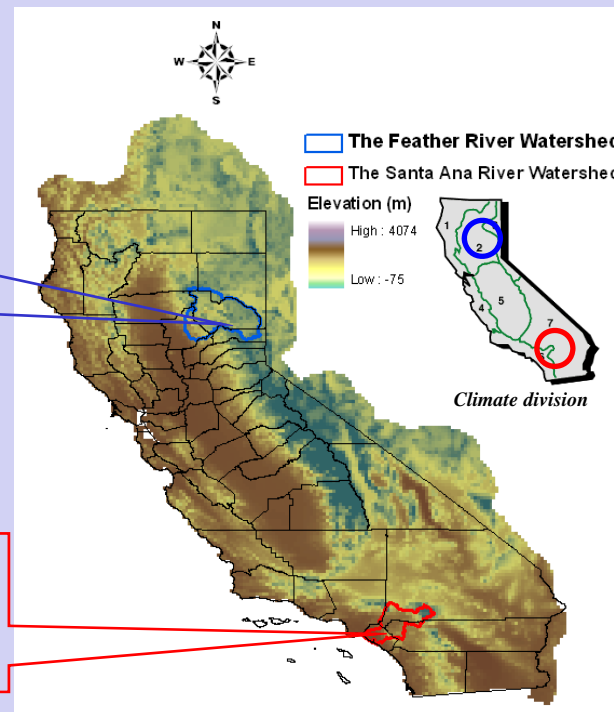 N
W E
S
The Feather River Watershed
The Santa Ana River Watershed
Elevation (m)
High : 4074
Low : -75
1
2
5
4
7
Climate division